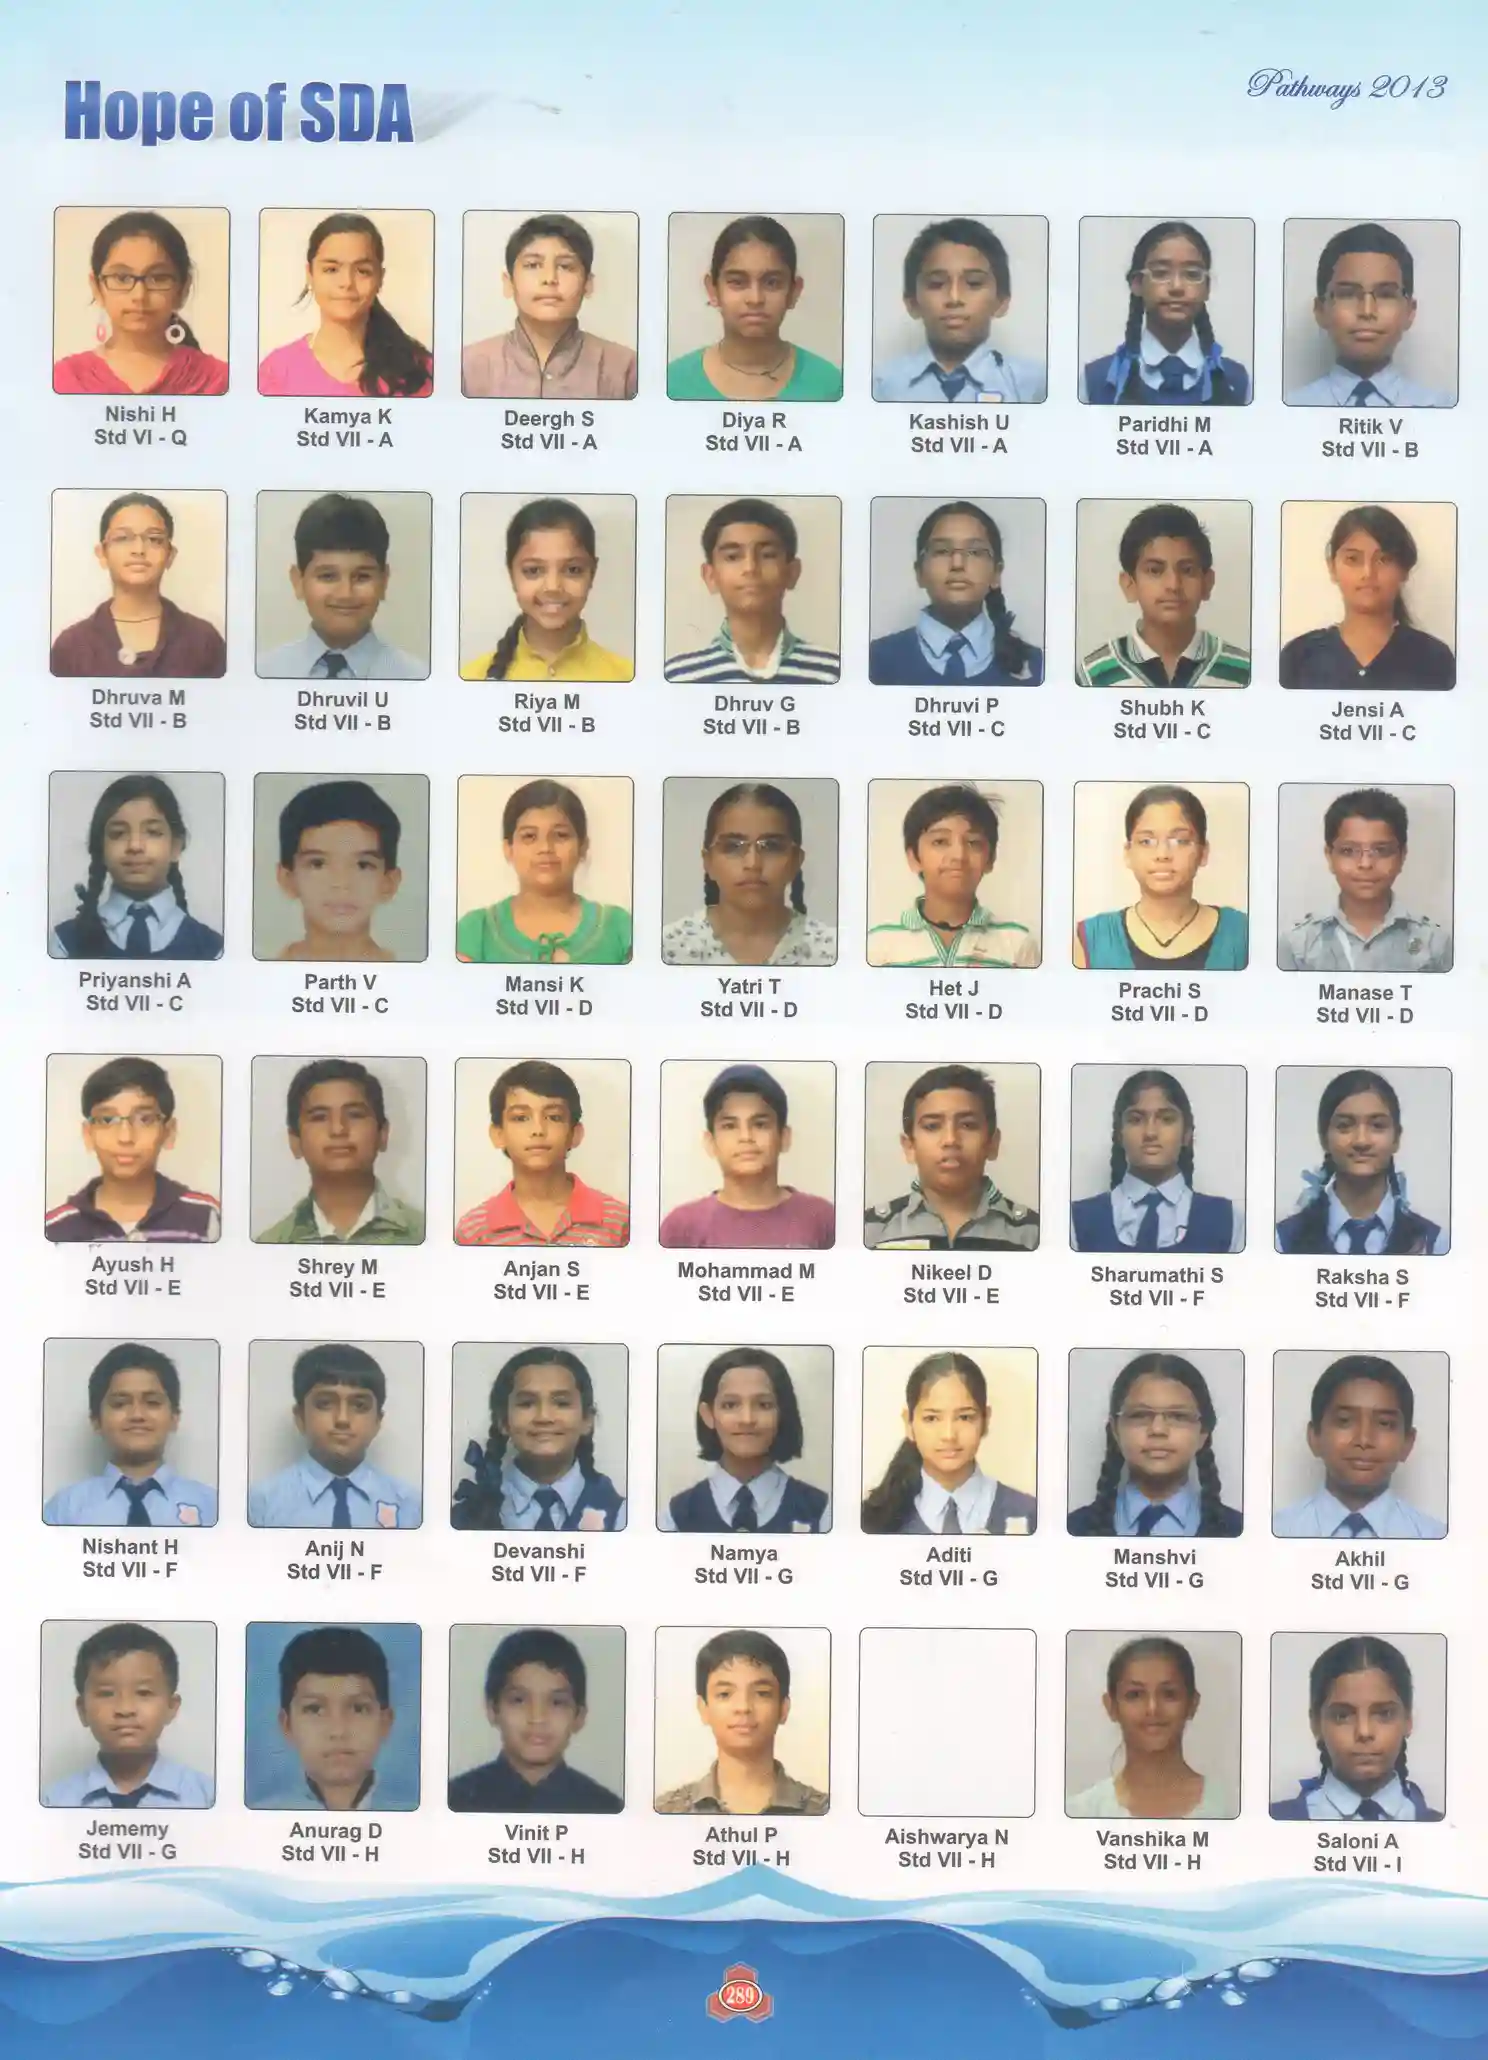 Hope of SDA
Pathways 2013
Nishi H
Std VI - Q
Kamya K
Std VII - A
Deergh S
Std VII - A
Diya R
Std VII - A
Kashish U
Std VII - A
Paridhi M
Std VII - A
Ritik V
Std VII - B
Dhruva M
Std VII - B
Dhruvil U
Std VII - B
Riya M
Std VII - B
Dhruv G
Std VII - B
Dhruvi P
Std VII - C
Shubh K
Std VII - C
Jensi A
Std VII - C
Priyanshi A
Std VII - C
Parth V
Std VII - C
Mansi K
Std VII - D
Yatri T
Std VII - D
Het J
Std VII - D
Prachi S
Std VII - D
Manase T
Std VII - D
Ayush H
Std VII - E
Shrey M
Std VII - E
Anjan S
Std VII - E
Mohammad M
Std VII - E
Nikeel D
Std VII - E
Sharumathi S
Std VII - F
Raksha S
Std VII - F
Nishant H
Std VII - F
Anij N
Std VII - F
Devanshi
Std VII - F
Namya
Std VII - G
Aditi
Std VII - G
Manshvi
Std VII - G
Akhil
Std VII - G
Jememy
Std VII - G
Anurag D
Std VII - H
Vinit P
Std VII - H
Athul P
Std VII - H
Aishwarya N
Std VII - H
Vanshika M
Std VII - H
Saloni A
Std VII - I
289